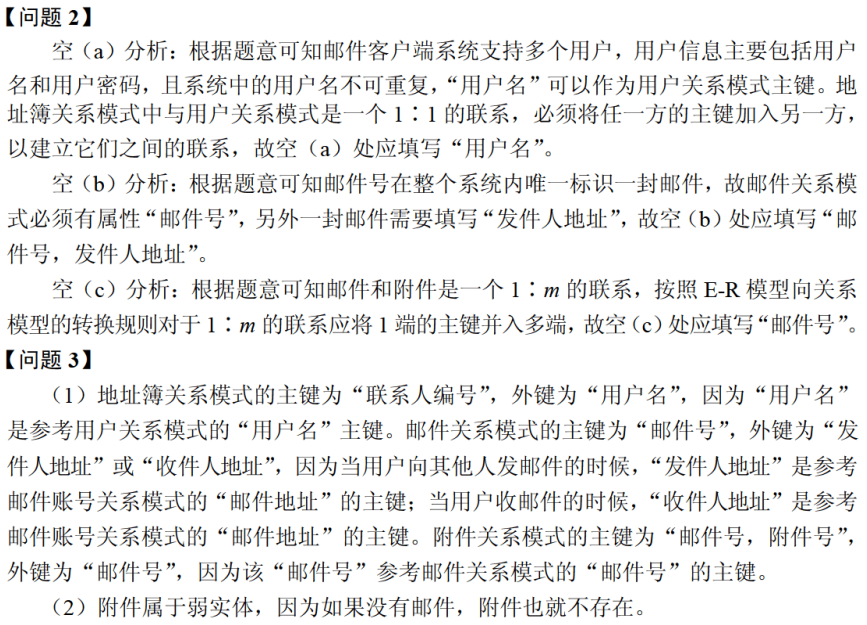 【问题 2】
空（a）分析：根据题意可知邮件客户端系统支持多个用户，用户信息主要包括用户
名和用户密码，且系统中的用户名不可重复，“用户名”可以作为用户关系模式主键。地
址簿关系模式中与用户关系模式是一个 1∶1 的联系，必须将任一方的主键加入另一方，
以建立它们之间的联系，故空（a）处应填写“用户名”。
空（b）分析：根据题意可知邮件号在整个系统内唯一标识一封邮件，故邮件关系模
式必须有属性“邮件号”，另外一封邮件需要填写“发件人地址”，故空（b）处应填写“邮
件号，发件人地址”。
空（c）分析：根据题意可知邮件和附件是一个 1∶m 的联系，按照 E-R 模型向关系
模型的转换规则对于 1∶m 的联系应将 1 端的主键并入多端，故空（c）处应填写“邮件号”。
【问题 3】
（1）地址簿关系模式的主键为“联系人编号”，外键为“用户名”，因为“用户名”
是参考用户关系模式的“用户名”主键。邮件关系模式的主键为“邮件号”，外键为“发
件人地址”或“收件人地址”，因为当用户向其他人发邮件的时候，“发件人地址”是参考
邮件账号关系模式的“邮件地址”的主键；当用户收邮件的时候，“收件人地址”是参考
邮件账号关系模式的“邮件地址”的主键。附件关系模式的主键为“邮件号，附件号”，
外键为“邮件号”，因为该“邮件号”参考邮件关系模式的“邮件号”的主键。
（2）附件属于弱实体，因为如果没有邮件，附件也就不存在。